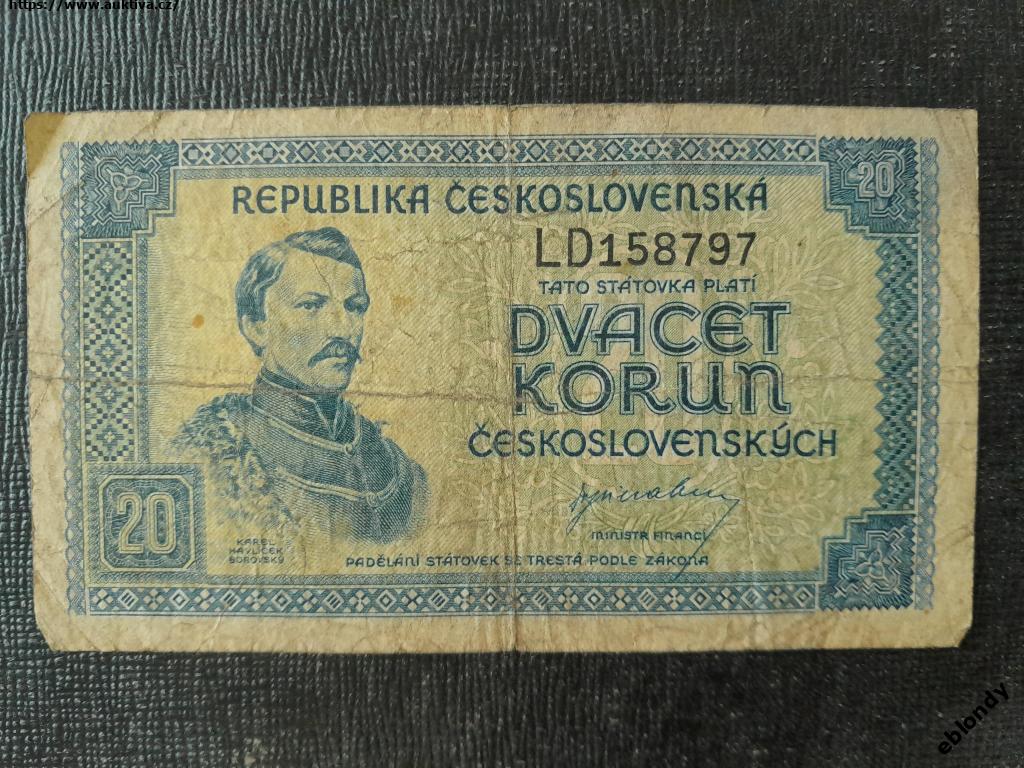 https://www.auktiva.cz/
20
REPUBLIKA ČESKOSLOVENSKÁ
LD158797
TATO STÁTOVKA PLATÍ
DVACET
KORUN
ČESKOSLOVENSKÝCH
20
KAREL
HAVLÍČEK
BOROVSKÝ
MINISTR FINANCÍ
PADĚLÁNÍ STÁTOVEK SE TRESTÁ PODLE ZÁKONA
eblondy